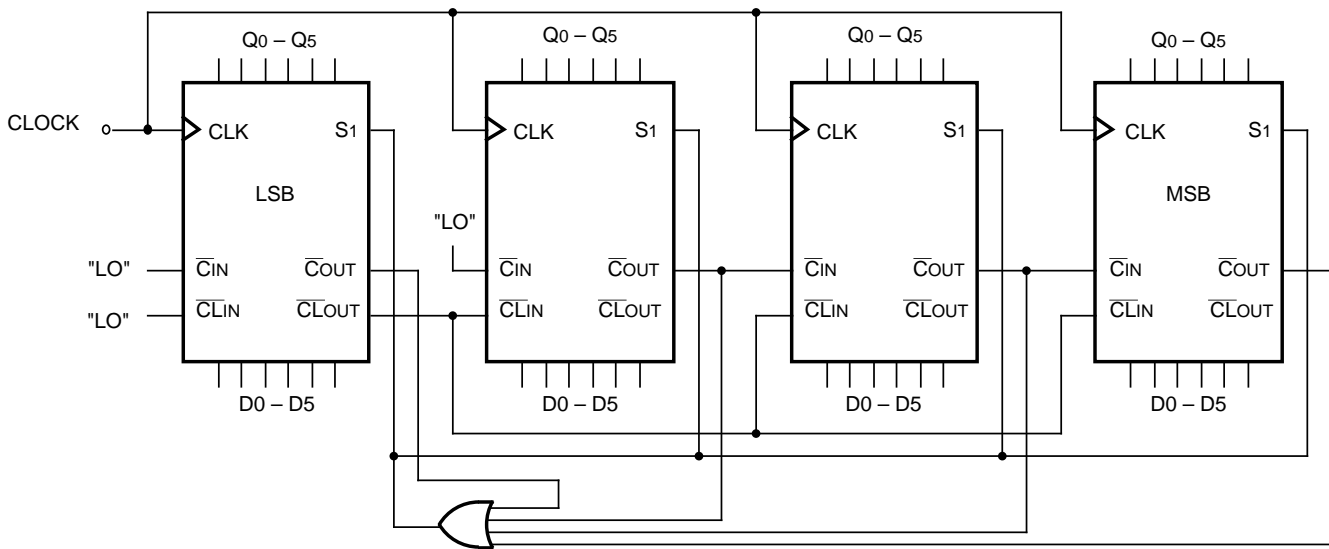 Q0 – Q5 Q0 – Q5 Q0 – Q5 Q0 – Q5
CLOCK CLK S1 CLK S1 CLK S1 CLK S1
LSB MSB
"LO"
"LO" C̅IN C̅OUT C̅IN C̅OUT C̅IN C̅OUT C̅IN C̅OUT
"LO" C̅L̅IN C̅L̅OUT C̅L̅IN C̅L̅OUT C̅L̅IN C̅L̅OUT C̅L̅IN C̅L̅OUT
D0 – D5 D0 – D5 D0 – D5 D0 – D5